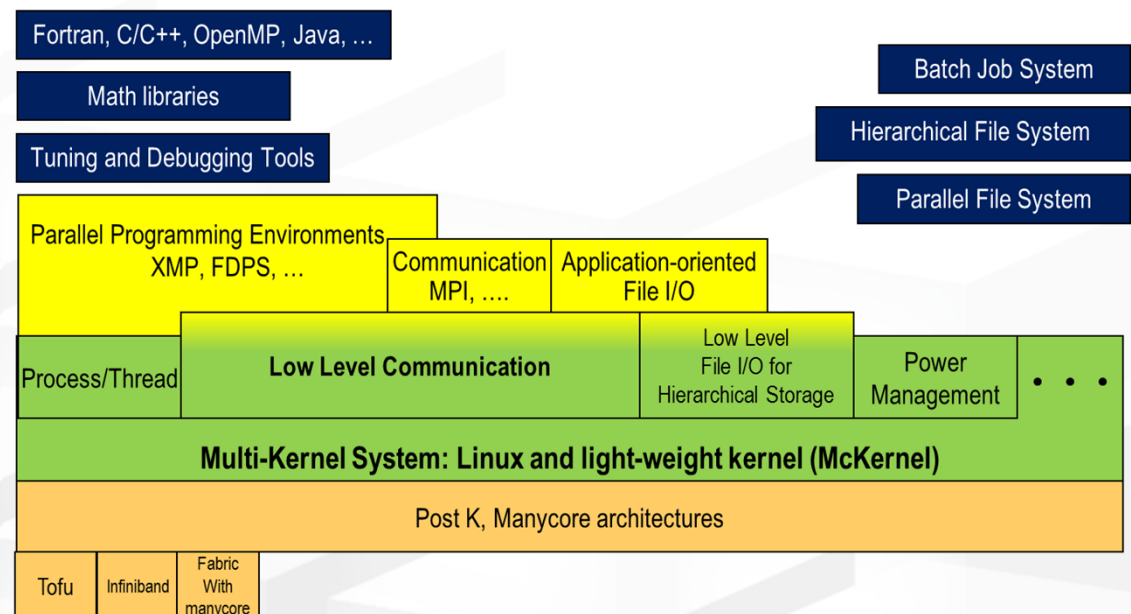 Fortran, C/C++, OpenMP, Java, …
Math libraries
Tuning and Debugging Tools
Batch Job System
Hierarchical File System
Parallel File System
Parallel Programming Environments
XMP, FDPS, …
Communication
MPI, ….
Application-oriented
File I/O
Process/Thread
Low Level Communication
Low Level
File I/O for
Hierarchical Storage
Power
Management
• • •
Multi-Kernel System: Linux and light-weight kernel (McKernel)
Post K, Manycore architectures
Tofu
Infiniband
Fabric
With
manycore